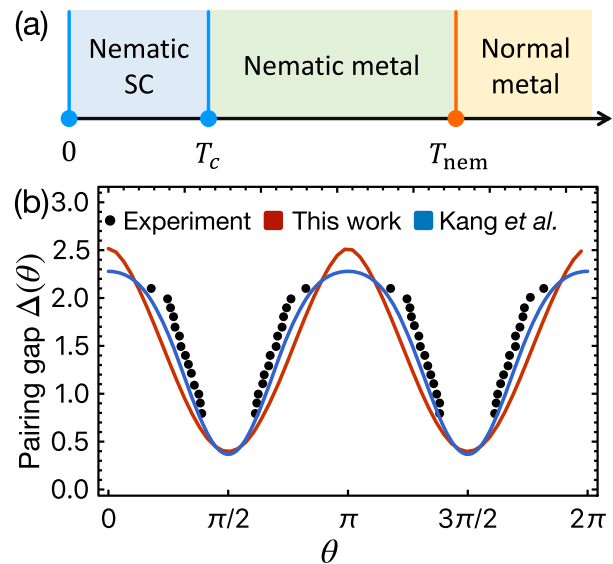 (a)
Nematic SC
Nematic metal
Normal metal
0
T_c
T_nem
(b)
3.0
2.5
2.0
1.5
1.0
0.5
0.0
Pairing gap Δ(θ)
Experiment
This work
Kang et al.
0
π/2
π
3π/2
2π
θ